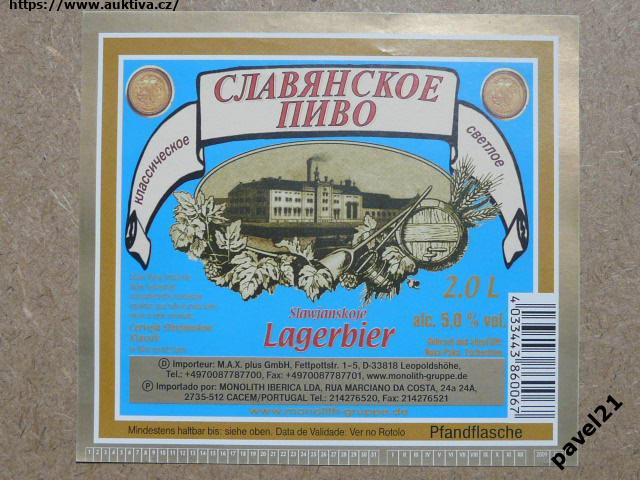 https://www.auktiva.cz/
СЛАВЯНСКОЕ
ПИВО
классическое
светлое
2.0 L
Slawjanskoje
Lagerbier
alc. 5,0 % vol.
Klassik
D Importeur: M.A.X. plus GmbH, Fettpottstr. 1-5, D-33818 Leopoldshöhe,
Tel.: +49700877787700, Fax: +49700877787701, www.monolith-gruppe.de
P Importado por: MONOLITH IBERICA LDA, RUA MARCIANO DA COSTA, 24a 24A,
2735-512 CACEM/PORTUGAL Tel.: 214276520, Fax: 214276521
www.monolith-gruppe.de
Mindestens haltbar bis: siehe oben. Data de Validade: Ver no Rotolo
Pfandflasche
4 033443 860067
pavel21